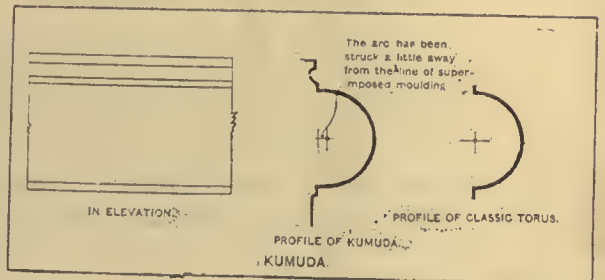 The arc has been
struck a little away
from the line of super-
imposed moulding
IN ELEVATION.
PROFILE OF KUMUDA.
PROFILE OF CLASSIC TORUS.
KUMUDA.